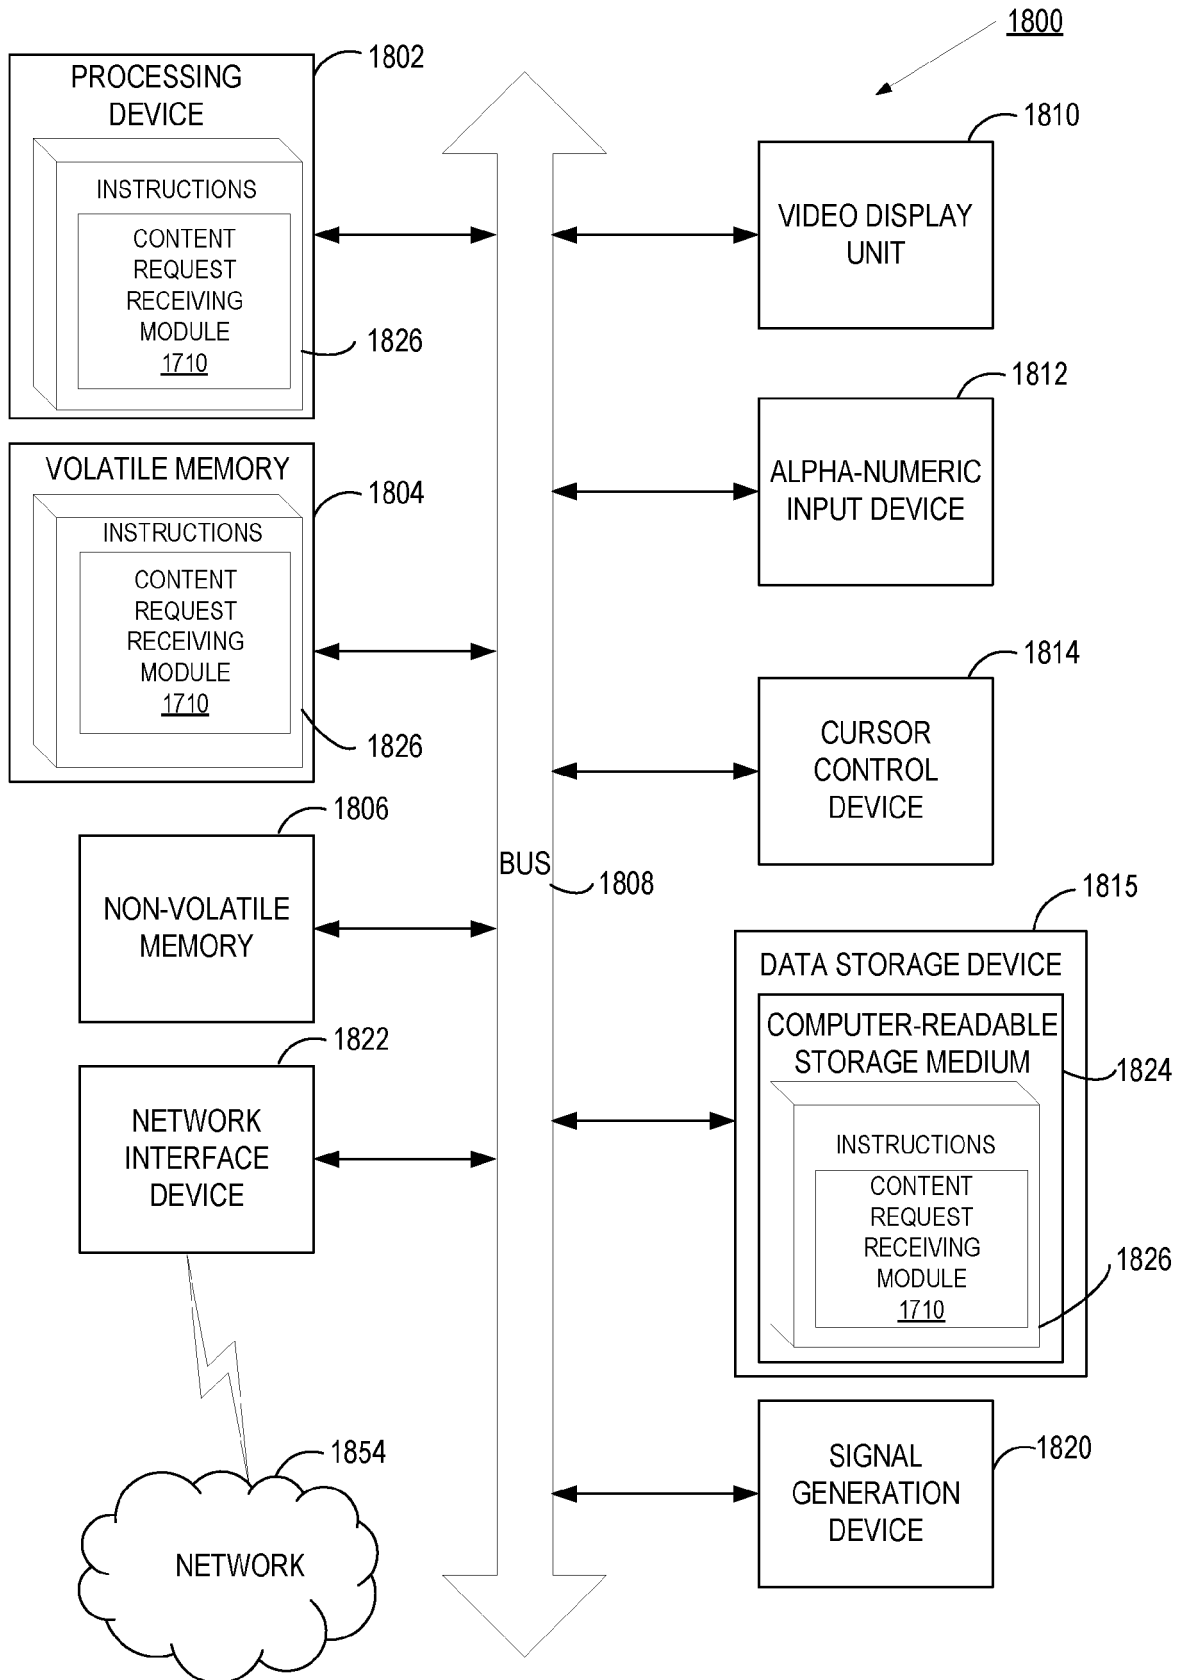 1800
1802
PROCESSING
DEVICE
INSTRUCTIONS
CONTENT
REQUEST
RECEIVING
MODULE
1710
1826
VOLATILE MEMORY
1804
INSTRUCTIONS
CONTENT
REQUEST
RECEIVING
MODULE
1710
1826
1806
NON-VOLATILE
MEMORY
1822
NETWORK
INTERFACE
DEVICE
1854
NETWORK
BUS
1808
1810
VIDEO DISPLAY
UNIT
1812
ALPHA-NUMERIC
INPUT DEVICE
1814
CURSOR
CONTROL
DEVICE
1815
DATA STORAGE DEVICE
COMPUTER-READABLE
STORAGE MEDIUM
1824
INSTRUCTIONS
CONTENT
REQUEST
RECEIVING
MODULE
1710
1826
SIGNAL
GENERATION
DEVICE
1820